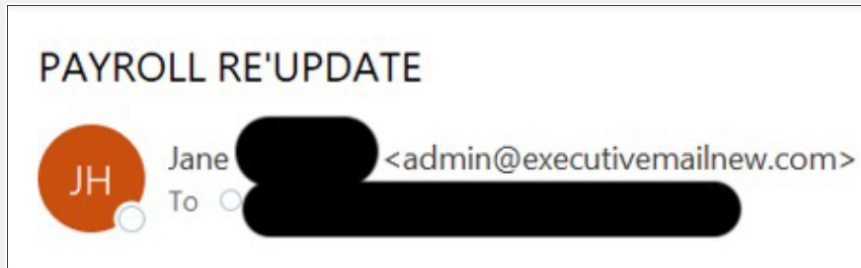 PAYROLL RE'UPDATE
JH
Jane <admin@executivemailnew.com>
To